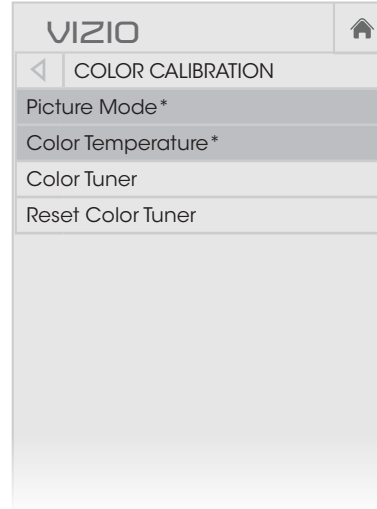 VIZIO
COLOR CALIBRATION
Picture Mode*
Color Temperature*
Color Tuner
Reset Color Tuner